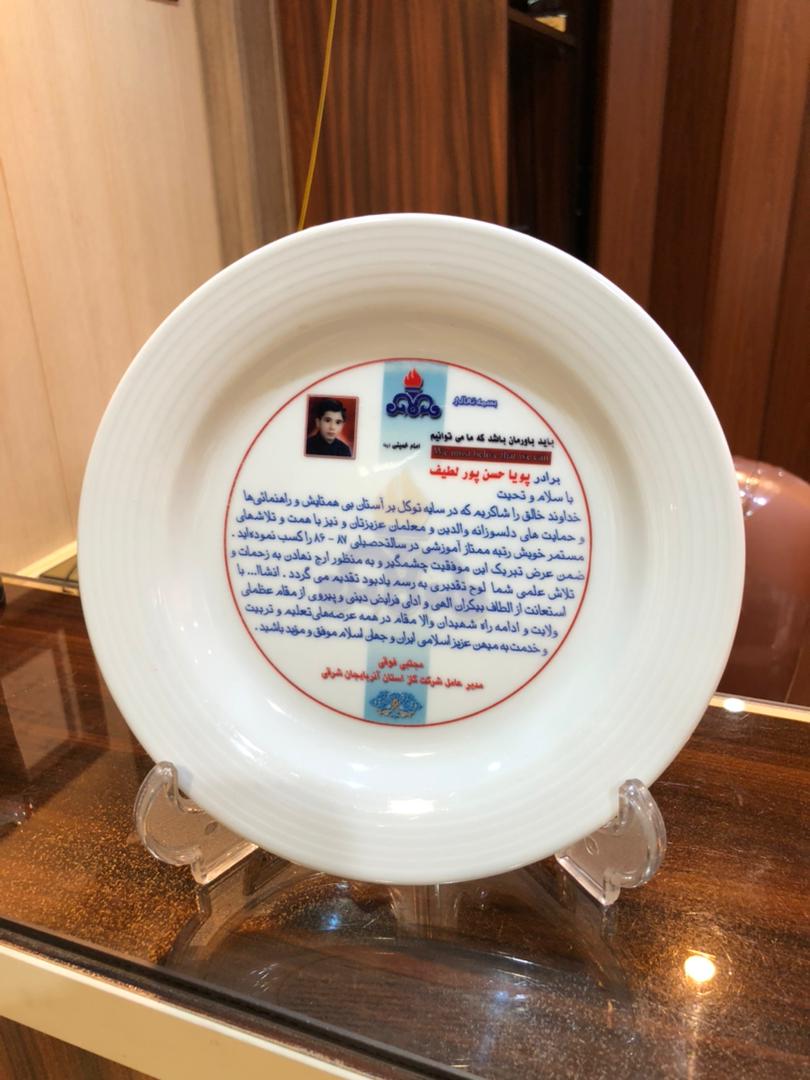 بسمه تعالی
باید باورمان باشد که ما می توانیم
امام خمینی (ره)
We must belive that we can
برادر پویا حسن پور لطیف
با سلام و تحیت
خداوند خالق را شاکریم که در سایه توکل بر آستان بی همتایش و راهنمائی‌ها
و حمایت های دلسوزانه والدین و معلمان عزیزتان و نیز با همت و تلاشهای
مستمر خویش رتبه ممتاز آموزشی در سالتحصیلی ۸۷ - ۸۶ را کسب نموده‌اید .
ضمن عرض تبریک این موفقیت چشمگیر و به منظور ارج نهادن به زحمات و
تلاش علمی شما لوح تقدیری به رسم یادبود تقدیم می گردد . انشاا... با
استعانت از الطاف بیکران الهی و ادای فرایض دینی و پیروی از مقام عظمای
ولایت و ادامه راه شهیدان والا مقام در همه عرصه‌های تعلیم و تربیت
و خدمت به میهن عزیز اسلامی ایران و جهان اسلام موفق و مؤید باشید .
مجتبی فوقی
مدیر عامل شرکت گاز استان آذربایجان شرقی